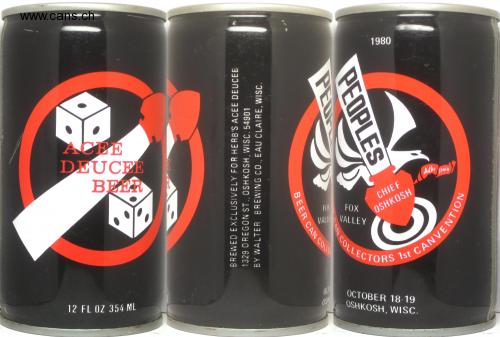 www.cans.ch
ACEE
DEUCEE
BEER
12 FL OZ 354 ML
BREWED EXCLUSIVELY FOR HERB'S ACEE DEUCEE
1329 OREGON ST., OSHKOSH, WISC. 54901
BY WALTER BREWING CO., EAU CLAIRE, WISC.
1980
PEOPLES
CHIEF
OSHKOSH
FOX
VALLEY
BEER CAN COLLECTORS 1st CANVENTION
OCTOBER 18-19
OSHKOSH, WISC.